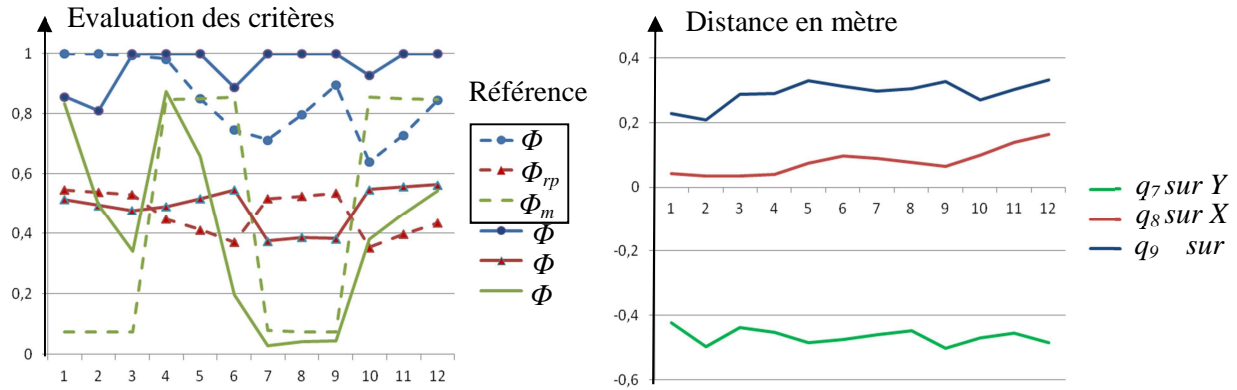 Evaluation des critères
1
0,8
0,6
0,4
0,2
0
1 2 3 4 5 6 7 8 9 10 11 12
Référence
Φ
Φrp
Φm
Φ
Φ
Φ
Distance en mètre
0,4
0,2
0
-0,2
-0,4
-0,6
1 2 3 4 5 6 7 8 9 10 11 12
q7 sur Y
q8 sur X
q9 sur